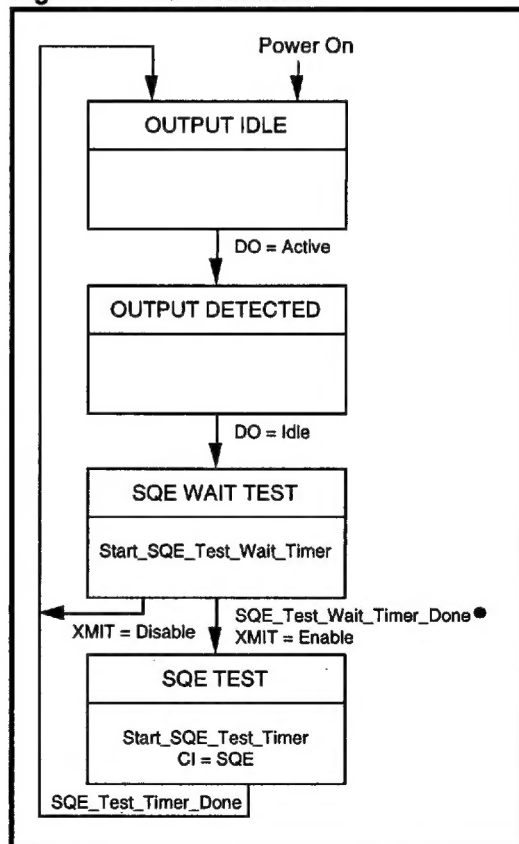 Power On
OUTPUT IDLE
DO = Active
OUTPUT DETECTED
DO = Idle
SQE WAIT TEST
Start_SQE_Test_Wait_Timer
XMIT = Disable
SQE_Test_Wait_Timer_Done ●
XMIT = Enable
SQE TEST
Start_SQE_Test_Timer
CI = SQE
SQE_Test_Timer_Done